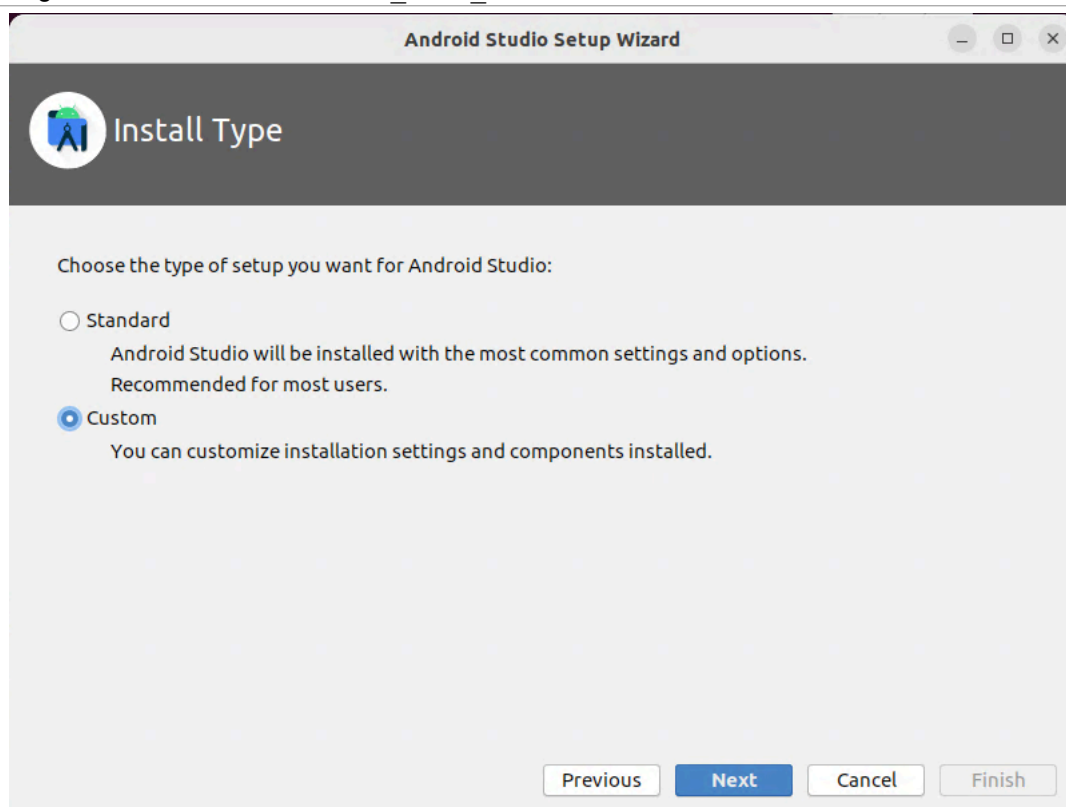 Android Studio Setup Wizard
Install Type
Choose the type of setup you want for Android Studio:
Standard
Android Studio will be installed with the most common settings and options.
Recommended for most users.
Custom
You can customize installation settings and components installed.
Previous Next Cancel Finish